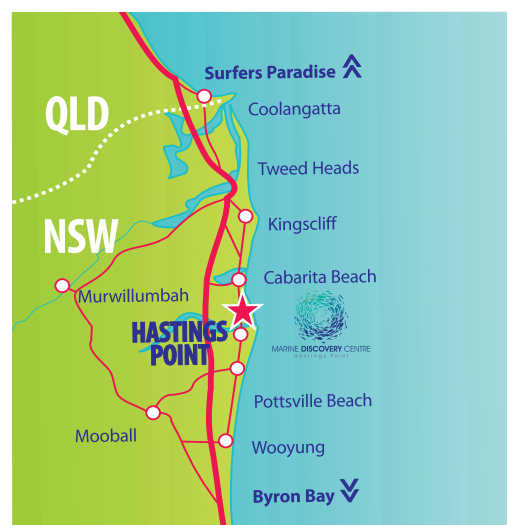 Surfers Paradise
QLD
Coolangatta
Tweed Heads
NSW
Kingscliff
Cabarita Beach
Murwillumbah
HASTINGS
POINT
MARINE DISCOVERY CENTRE
Hastings Point
Pottsville Beach
Mooball
Wooyung
Byron Bay